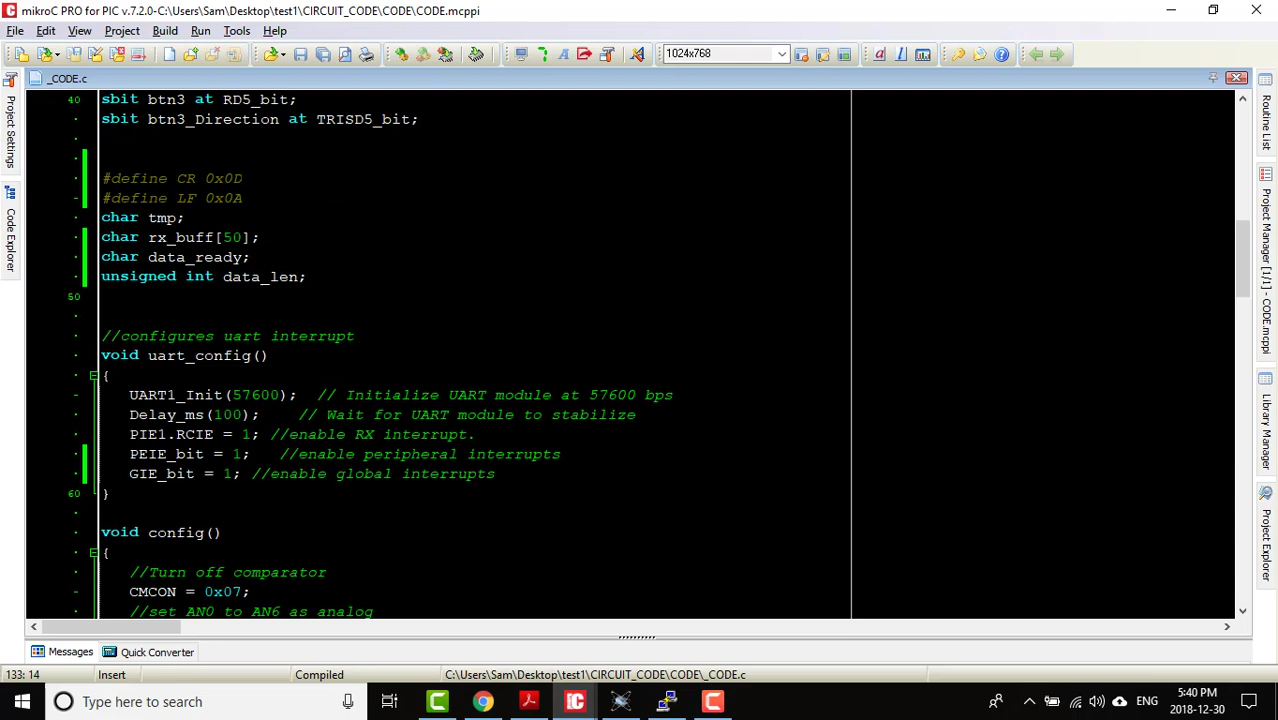 mikroC PRO for PIC v.7.2.0-C:\Users\Sam\Desktop\test1\CIRCUIT_CODE\CODE\CODE.mcppi
File Edit View Project Build Run Tools Help
1024x768
_CODE.c
40 sbit btn3 at RD5_bit;
sbit btn3_Direction at TRISD5_bit;
#define CR 0x0D
#define LF 0x0A
char tmp;
char rx_buff[50];
char data_ready;
unsigned int data_len;
50
//configures uart interrupt
void uart_config()
{
UART1_Init(57600); // Initialize UART module at 57600 bps
Delay_ms(100); // Wait for UART module to stabilize
PIE1.RCIE = 1; //enable RX interrupt.
PEIE_bit = 1; //enable peripheral interrupts
GIE_bit = 1; //enable global interrupts
60 }
void config()
{
//Turn off comparator
CMCON = 0x07;
//set AN0 to AN6 as analog
Project Settings
Code Explorer
Routine List
Project Manager [1/1] - CODE.mcppi
Library Manager
Project Explorer
Messages Quick Converter
133: 14 Insert Compiled C:\Users\Sam\Desktop\test1\CIRCUIT_CODE\CODE\_CODE.c
Type here to search
ENG
5:40 PM
2018-12-30